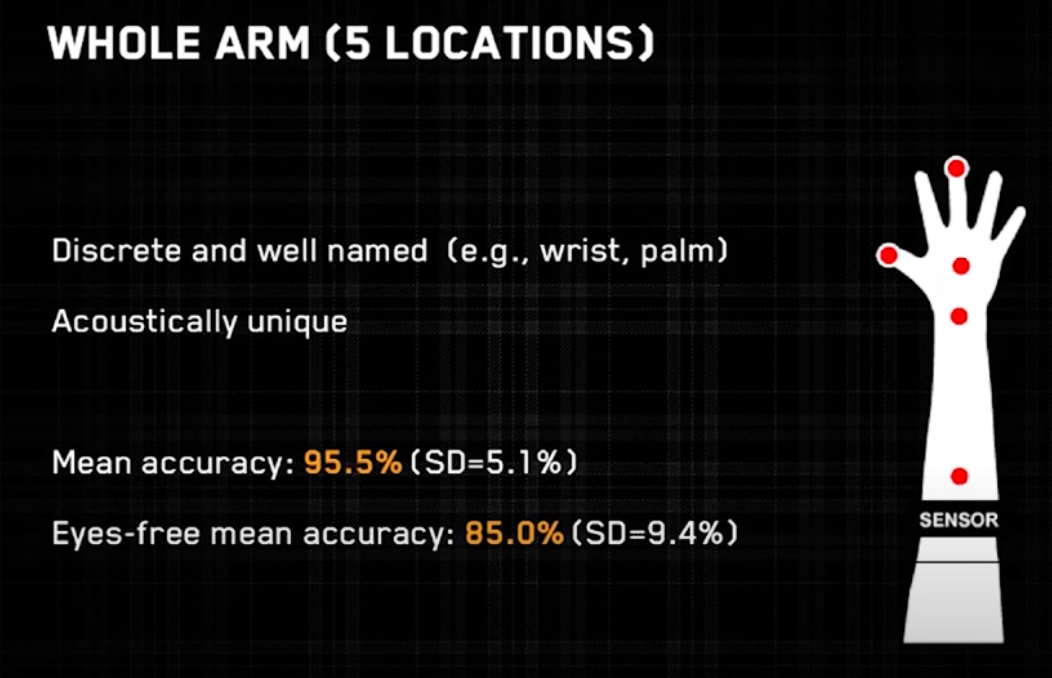 WHOLE ARM (5 LOCATIONS)
Discrete and well named (e.g., wrist, palm)
Acoustically unique
Mean accuracy: 95.5% (SD=5.1%)
Eyes-free mean accuracy: 85.0% (SD=9.4%)
SENSOR